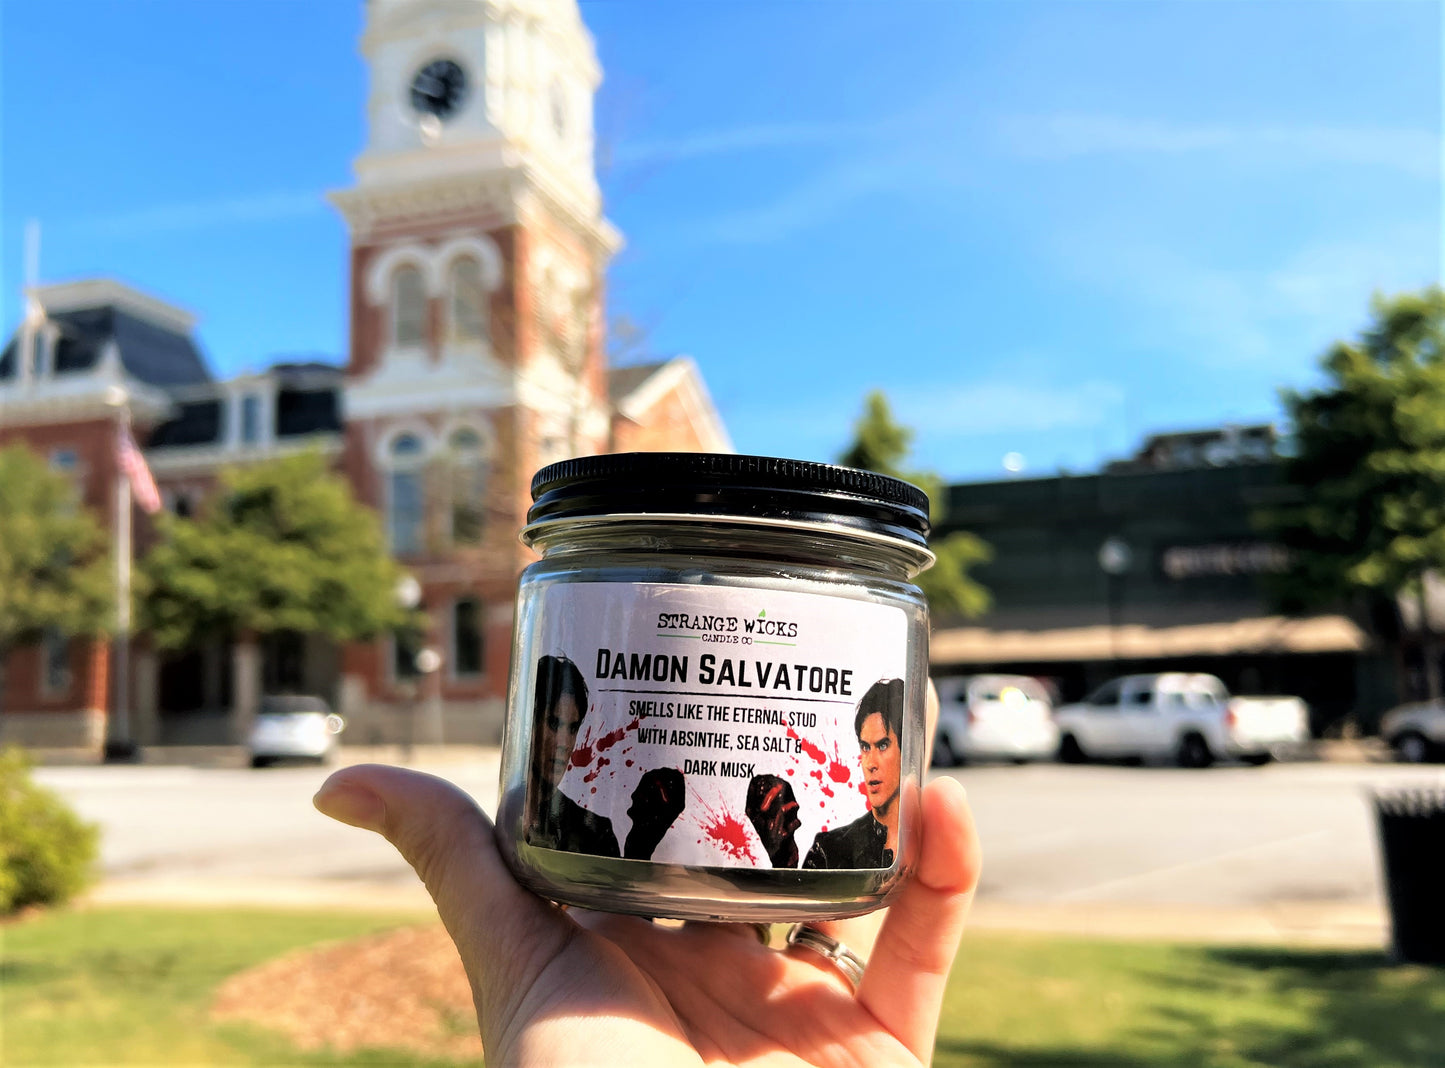 STRANGE WICKS
CANDLE CO
DAMON SALVATORE
SMELLS LIKE THE ETERNAL STUD
WITH ABSINTHE, SEA SALT &
DARK MUSK